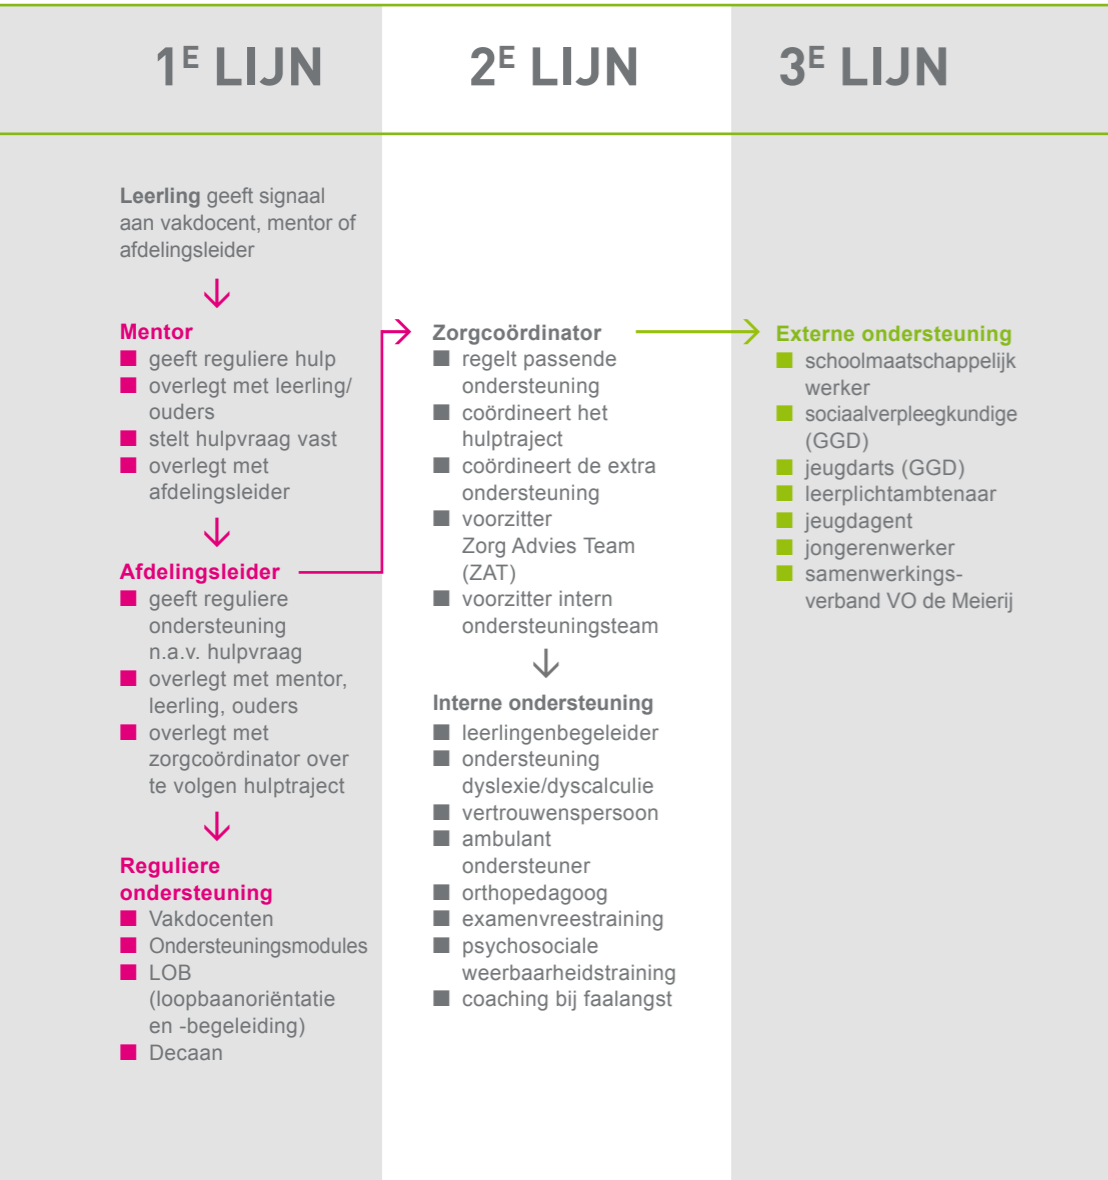 1E LIJN
2E LIJN
3E LIJN
Leerling geeft signaal
aan vakdocent, mentor of
afdelingsleider
Mentor
geeft reguliere hulp
overlegt met leerling/
ouders
stelt hulpvraag vast
overlegt met
afdelingsleider
Afdelingsleider
geeft reguliere
ondersteuning
n.a.v. hulpvraag
overlegt met mentor,
leerling, ouders
overlegt met
zorgcoördinator over
te volgen hulptraject
Reguliere
ondersteuning
Vakdocenten
Ondersteuningsmodules
LOB
(loopbaanoriëntatie
en -begeleiding)
Decaan
Zorgcoördinator
regelt passende
ondersteuning
coördineert het
hulptraject
coördineert de extra
ondersteuning
voorzitter
Zorg Advies Team
(ZAT)
voorzitter intern
ondersteuningsteam
Interne ondersteuning
leerlingenbegeleider
ondersteuning
dyslexie/dyscalculie
vertrouwenspersoon
ambulant
ondersteuner
orthopedagoog
examenvreestraining
psychosociale
weerbaarheidstraining
coaching bij faalangst
Externe ondersteuning
schoolmaatschappelijk
werker
sociaalverpleegkundige
(GGD)
jeugdarts (GGD)
leerplichtambtenaar
jeugdagent
jongerenwerker
samenwerkings-
verband VO de Meierij